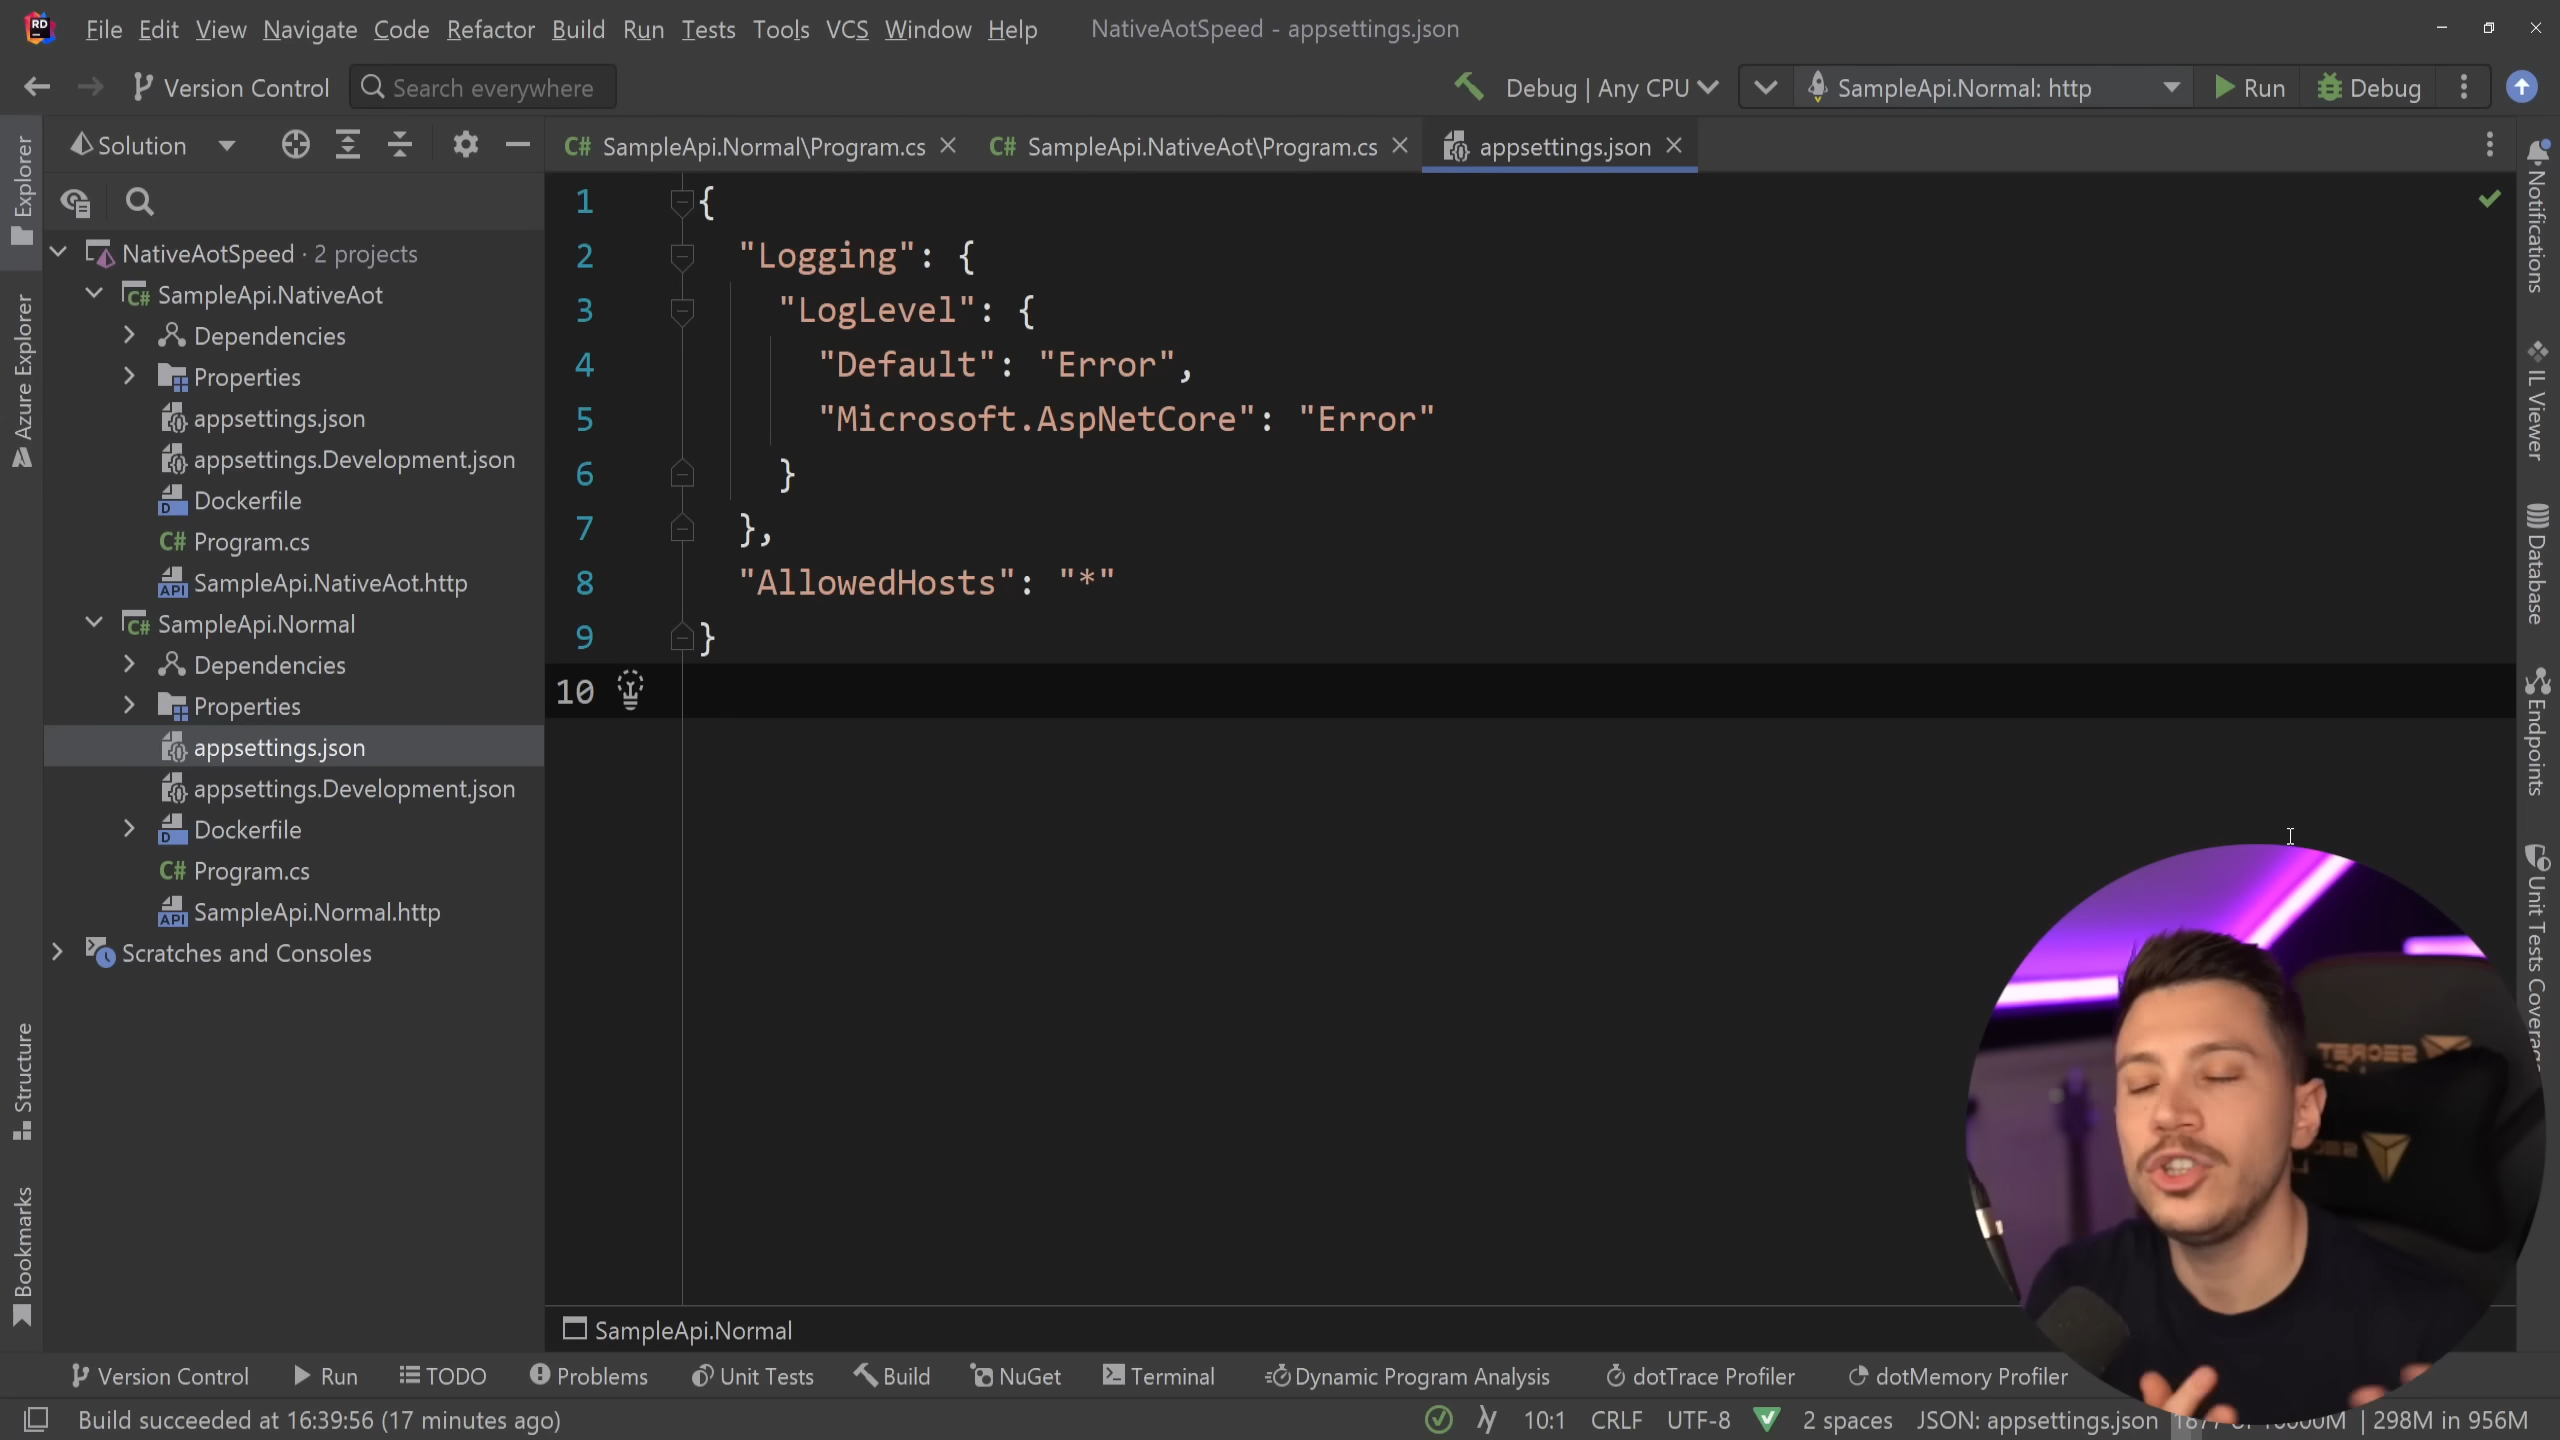 RD File Edit View Navigate Code Refactor Build Run Tests Tools VCS Window Help NativeAotSpeed - appsettings.json
Version Control Search everywhere Debug | Any CPU SampleApi.Normal: http Run Debug
Explorer
Azure Explorer
Structure
Bookmarks
Solution
NativeAotSpeed · 2 projects
C# SampleApi.NativeAot
Dependencies
Properties
appsettings.json
appsettings.Development.json
Dockerfile
C# Program.cs
API SampleApi.NativeAot.http
C# SampleApi.Normal
Dependencies
Properties
appsettings.json
appsettings.Development.json
Dockerfile
C# Program.cs
API SampleApi.Normal.http
Scratches and Consoles
C# SampleApi.Normal\Program.cs C# SampleApi.NativeAot\Program.cs appsettings.json
1 {
2 "Logging": {
3 "LogLevel": {
4 "Default": "Error",
5 "Microsoft.AspNetCore": "Error"
6 }
7 },
8 "AllowedHosts": "*"
9 }
10
SampleApi.Normal
Notifications
IL Viewer
Database
Endpoints
Unit Tests Coverage
SECRET
Version Control Run TODO Problems Unit Tests Build NuGet Terminal Dynamic Program Analysis dotTrace Profiler dotMemory Profiler
Build succeeded at 16:39:56 (17 minutes ago) 10:1 CRLF UTF-8 2 spaces JSON: appsettings.json | 298M in 956M